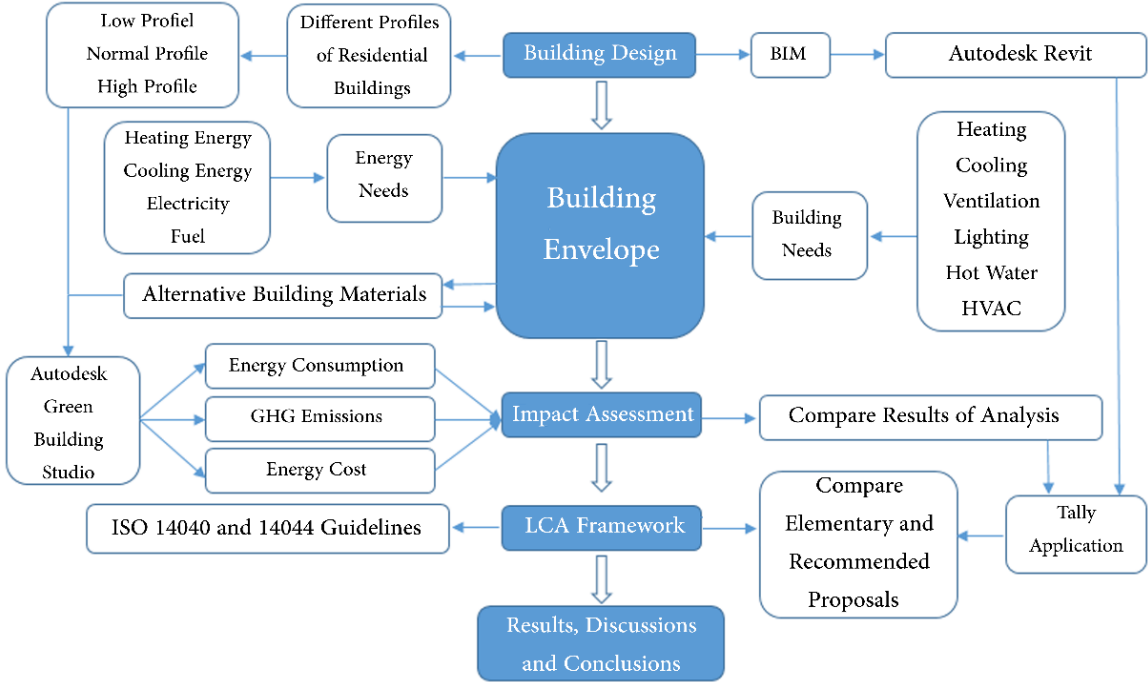 Low Profiel
Normal Profile
High Profile
Different Profiles
of Residential
Buildings
Building Design
BIM
Autodesk Revit
Heating Energy
Cooling Energy
Electricity
Fuel
Energy
Needs
Building
Envelope
Building
Needs
Heating
Cooling
Ventilation
Lighting
Hot Water
HVAC
Alternative Building Materials
Autodesk
Green
Building
Studio
Energy Consumption
GHG Emissions
Energy Cost
Impact Assessment
Compare Results of Analysis
ISO 14040 and 14044 Guidelines
LCA Framework
Compare
Elementary and
Recommended
Proposals
Tally
Application
Results, Discussions
and Conclusions